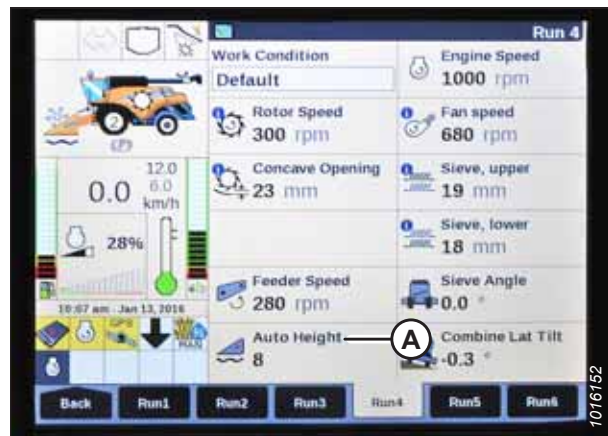 Run 4
Work Condition
Default
Engine Speed
1000 rpm
Rotor Speed
300 rpm
Fan speed
680 rpm
Concave Opening
23 mm
Sieve, upper
19 mm
Sieve, lower
18 mm
Feeder Speed
280 rpm
Sieve Angle
0.0 °
Auto Height
8
A
Combine Lat Tilt
-0.3 °
2
(P)
0.0
12.0
6.0
km/h
28%
10:07 am - Jan 13, 2016
GPS
MAN
Back
Run1
Run2
Run3
Run4
Run5
Run6
1016152